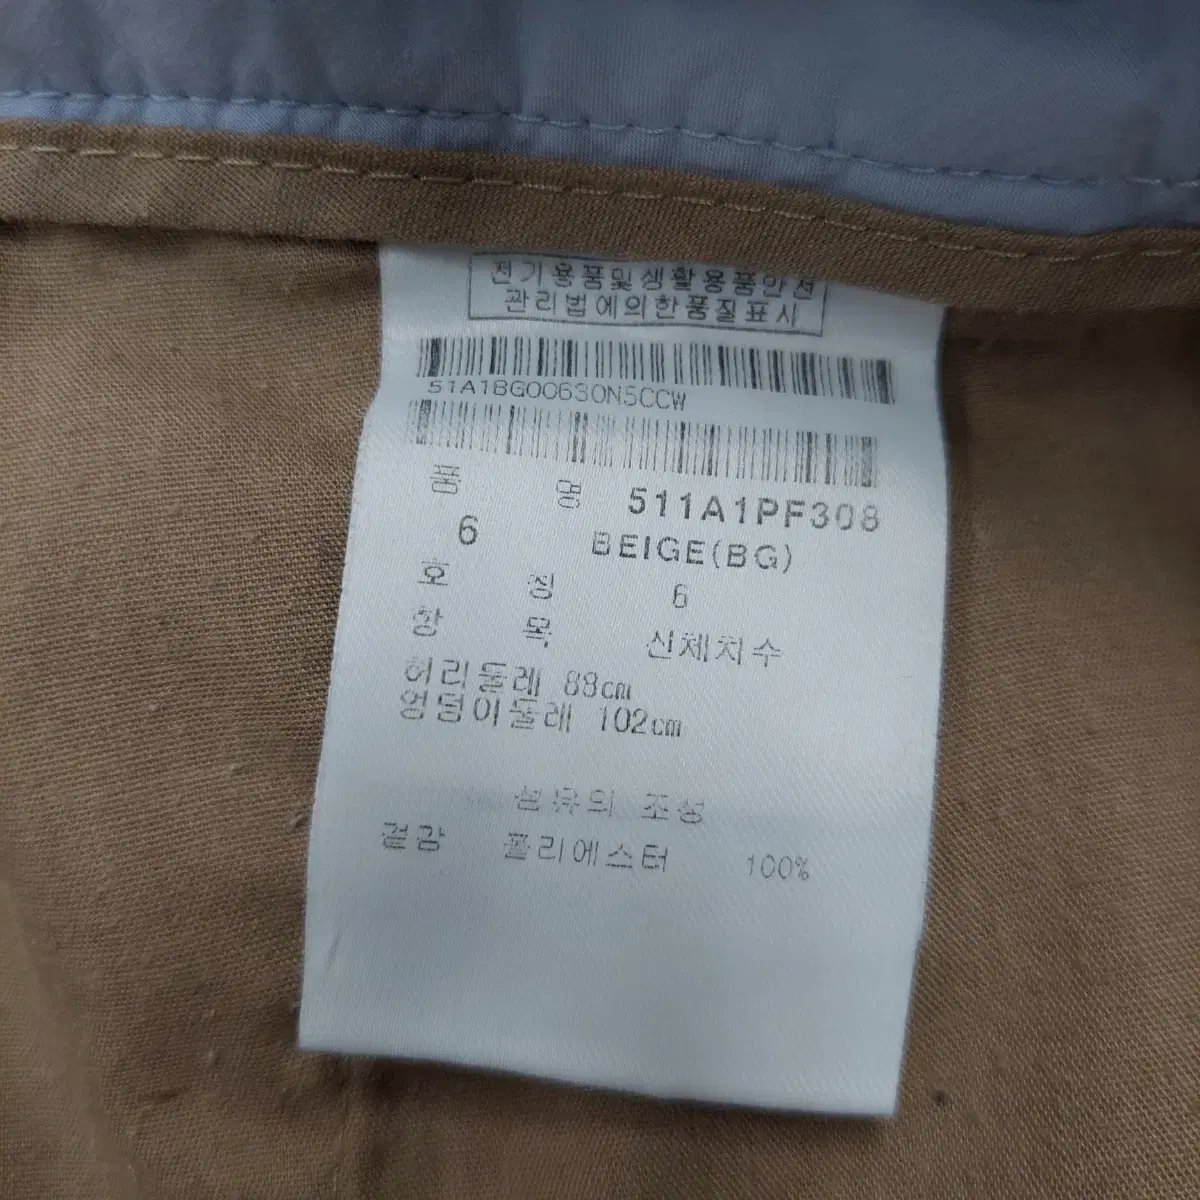 전기용품및생활용품안전
관리법에의한품질표시
51A1BG00630N5CCW
품 명 511A1PF308
6 BEIGE(BG)
호 칭 6
항 목 신체치수
허리둘레 88cm
엉덩이둘레 102cm
섬유의 조성
겉감 폴리에스터 100%